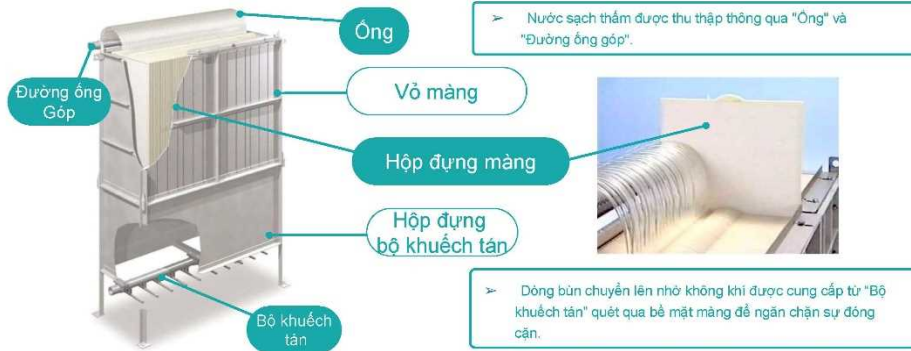 Ống
➢ Nước sạch thấm được thu thập thông qua "Ống" và
"Đường ống góp".
Đường ống
Góp
Vỏ màng
Hộp đựng màng
Hộp đựng
bộ khuếch tán
Bộ khuếch
tán
➢ Dòng bùn chuyển lên nhờ không khí được cung cấp từ "Bộ
khuếch tán" quét qua bề mặt màng để ngăn chặn sự đóng
cặn.